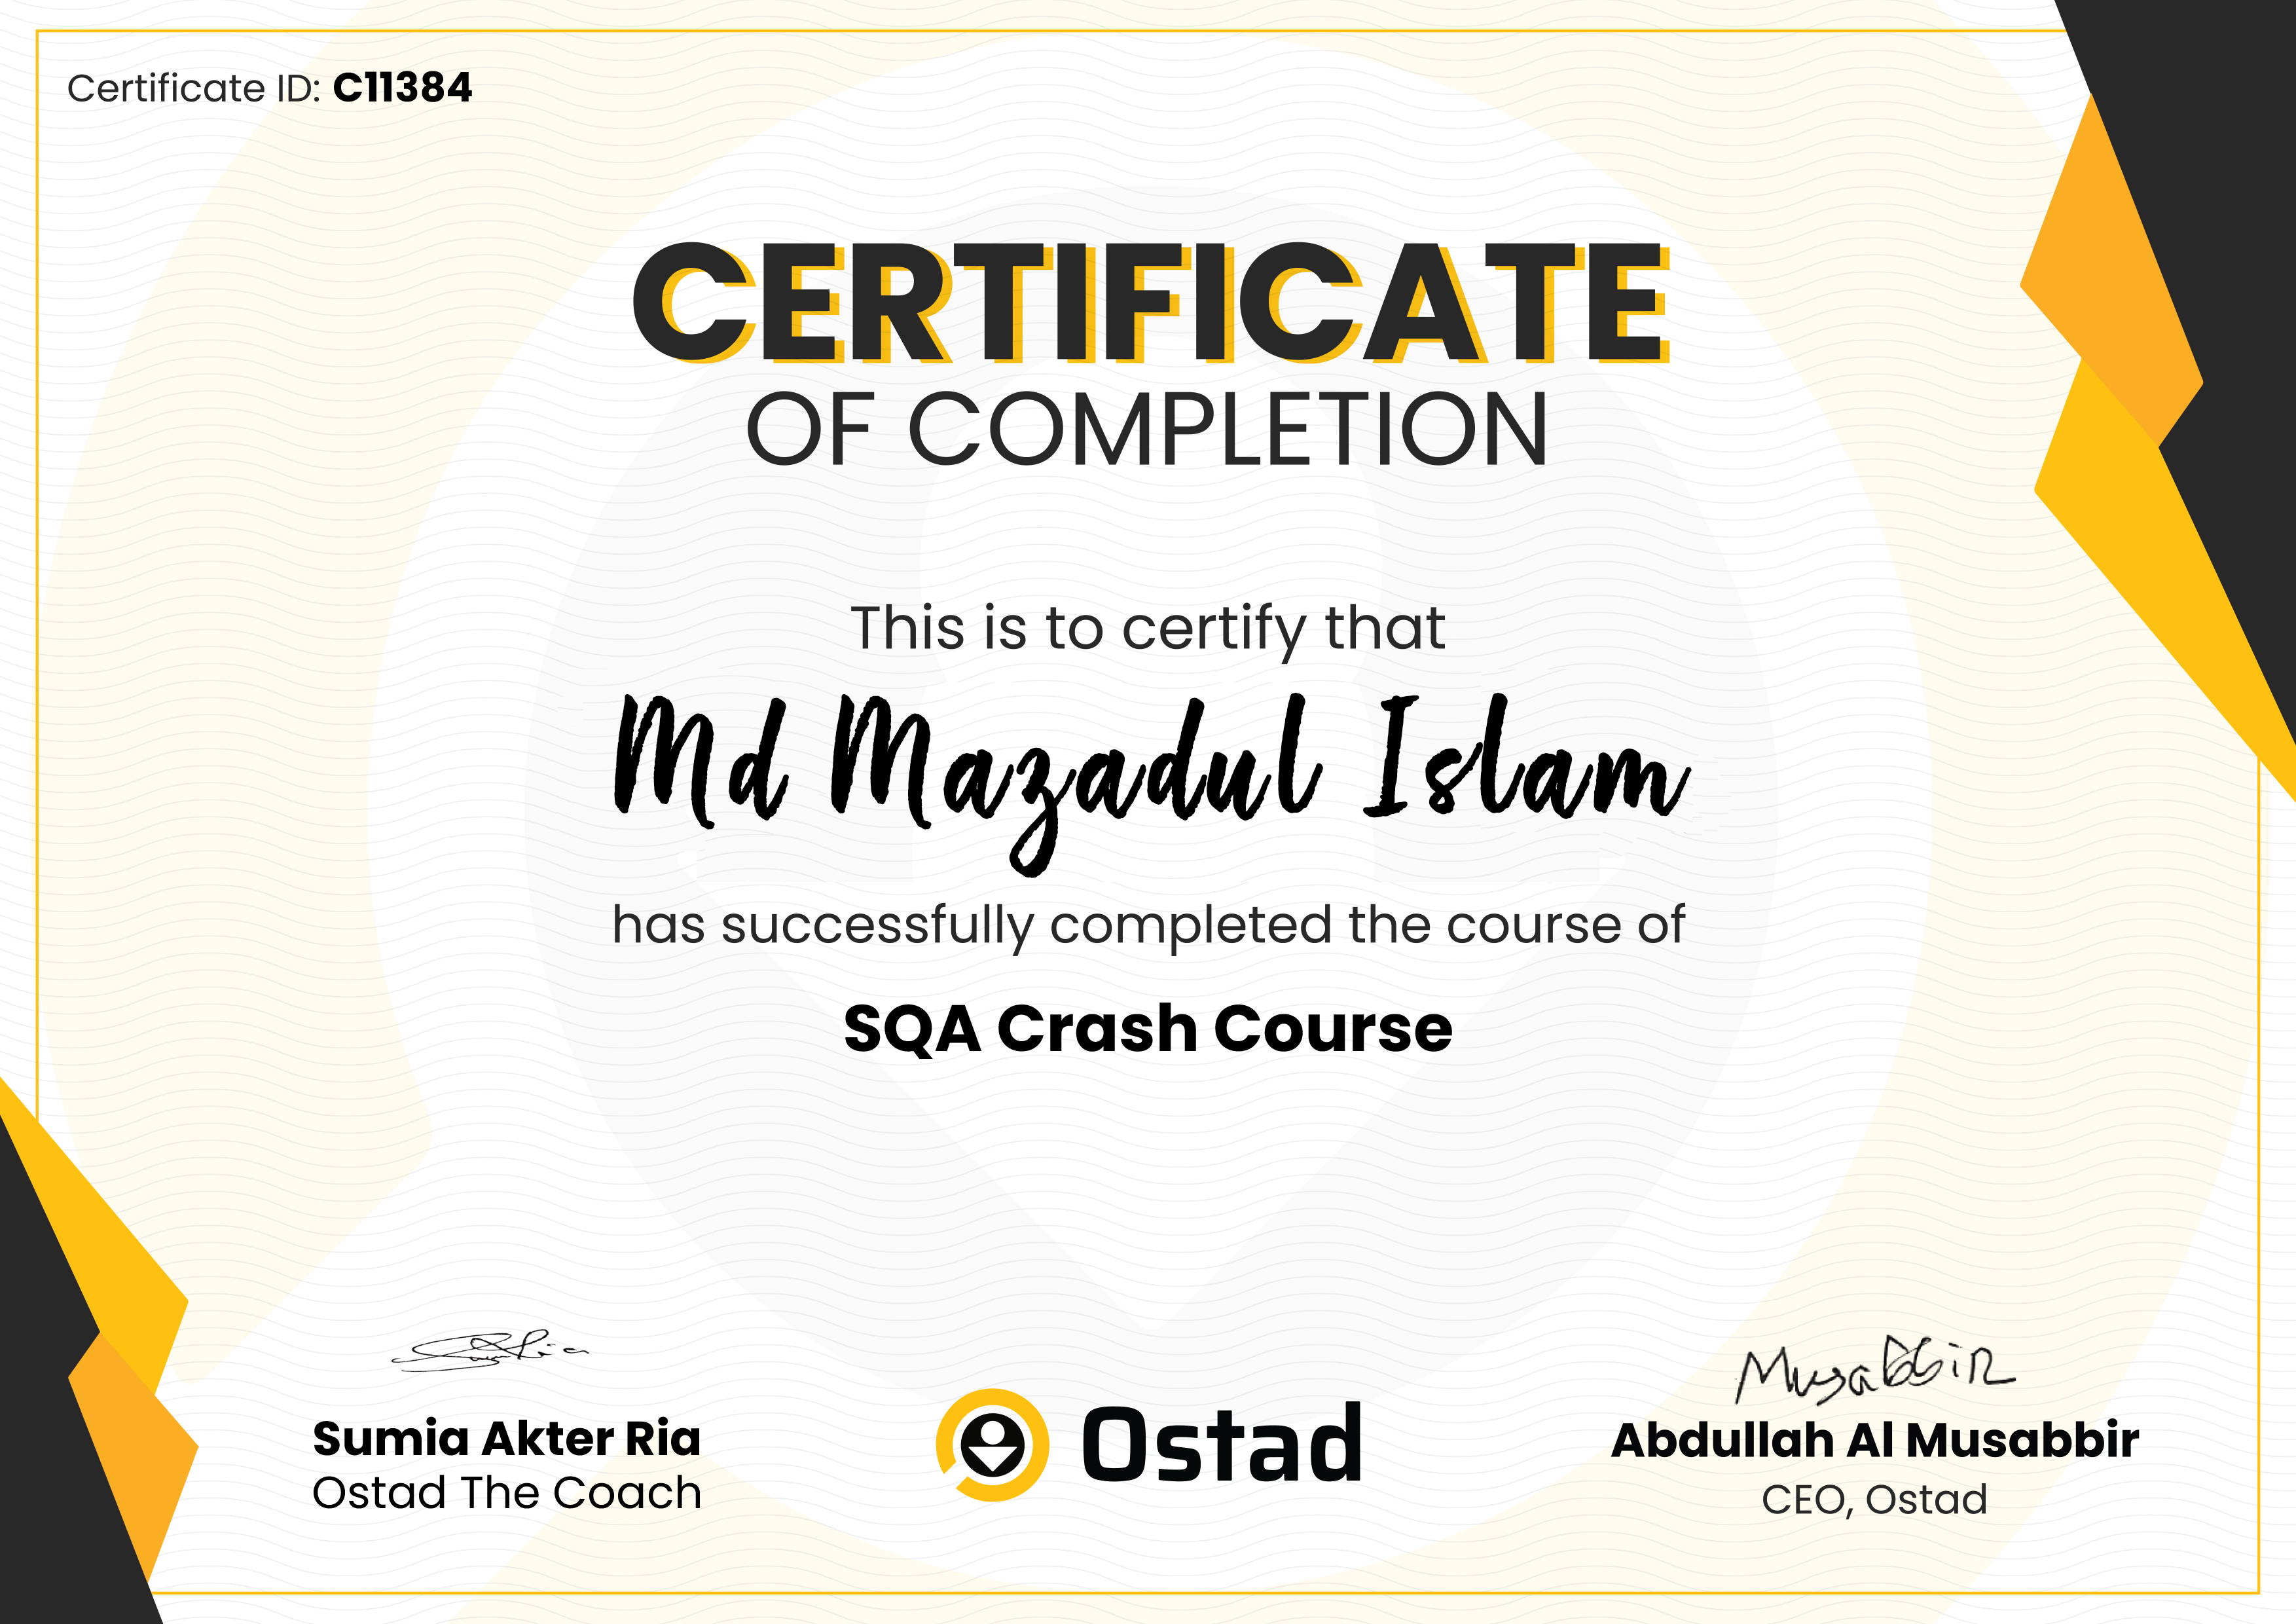 Certificate ID: C11384
CERTIFICATE
OF COMPLETION
This is to certify that
Md Mazadul Islam
has successfully completed the course of
SQA Crash Course
Sumia Akter Ria
Ostad The Coach
Ostad
Musabbir
Abdullah Al Musabbir
CEO, Ostad